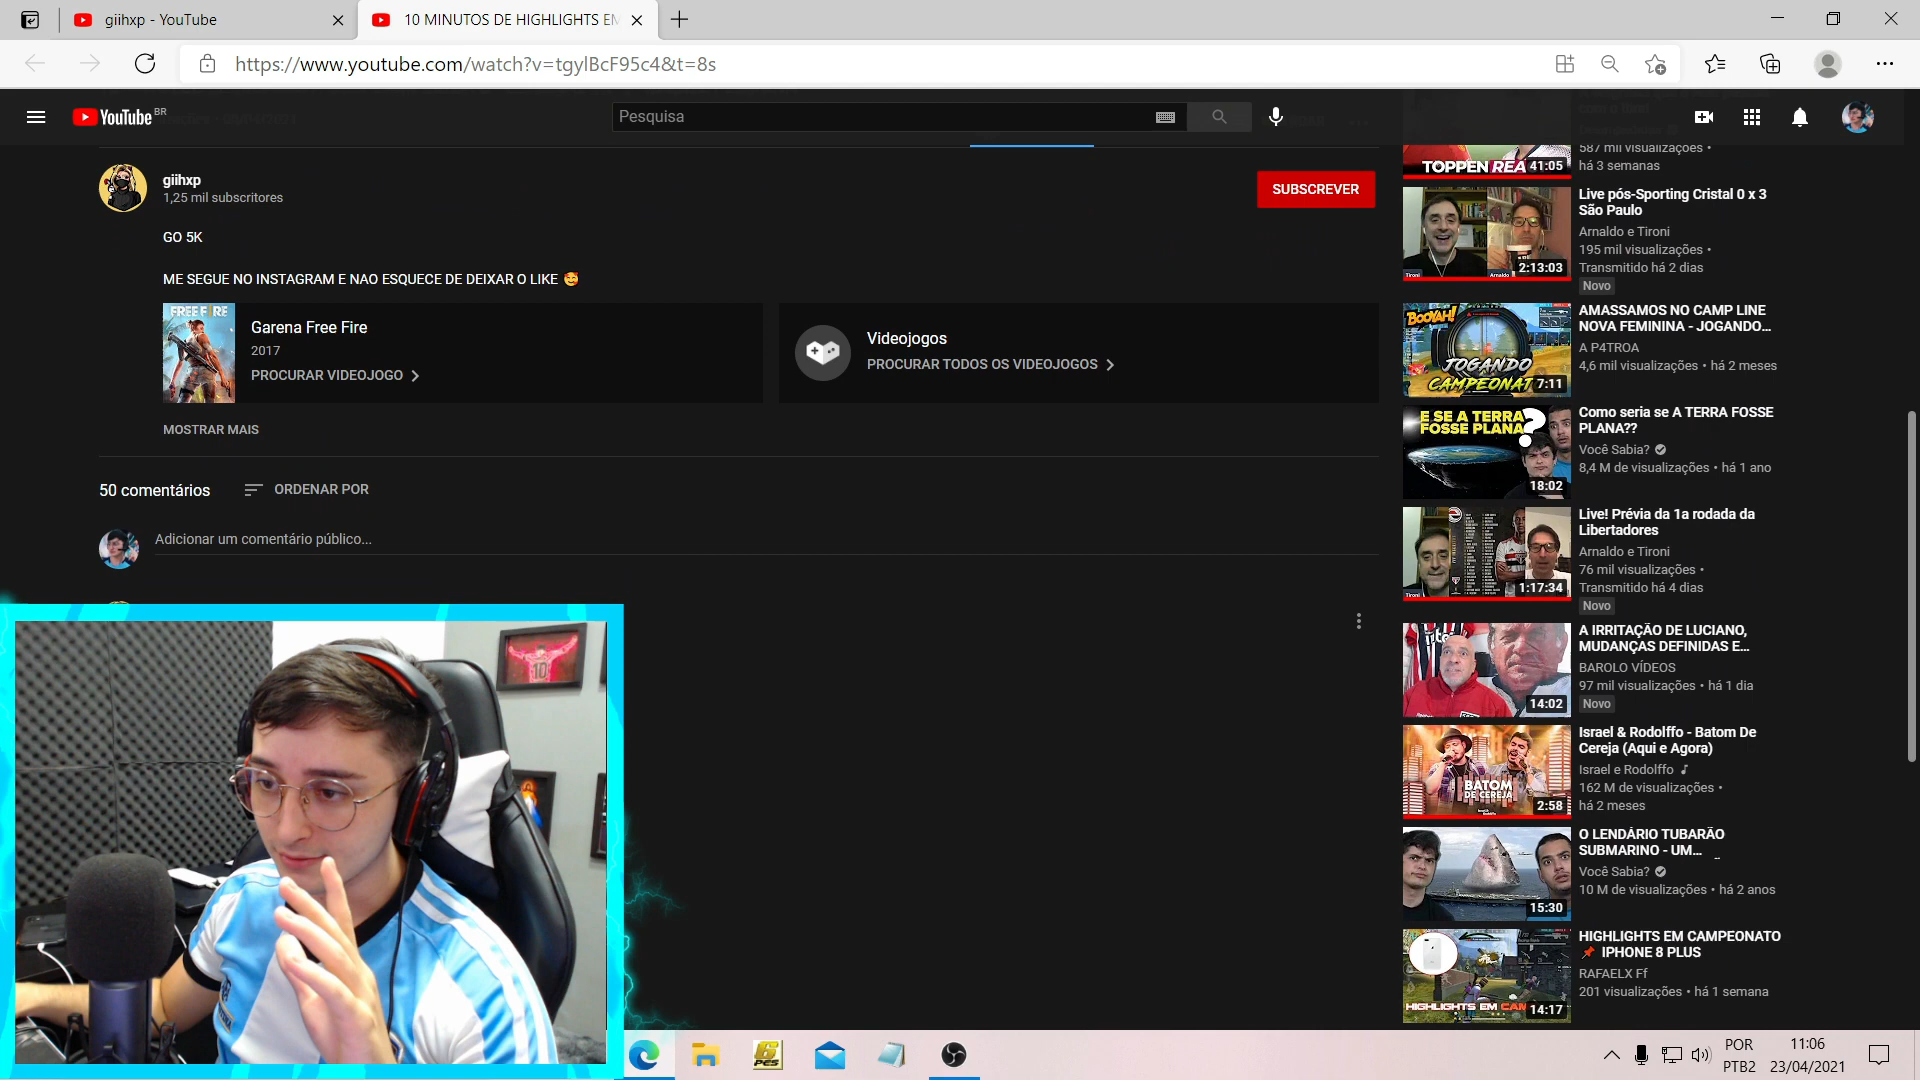 giihxp - YouTube
10 MINUTOS DE HIGHLIGHTS EM
https://www.youtube.com/watch?v=tgylBcF95c4&t=8s
YouTube BR
Pesquisa
giihxp
1,25 mil subscritores
SUBSCREVER
GO 5K
ME SEGUE NO INSTAGRAM E NAO ESQUECE DE DEIXAR O LIKE 🥰
FREE FIRE
Garena Free Fire
2017
PROCURAR VIDEOJOGO
Videojogos
PROCURAR TODOS OS VIDEOJOGOS
MOSTRAR MAIS
50 comentários
ORDENAR POR
Adicionar um comentário público...
10
TOPPEN REA
41:05
587 mil visualizações •
há 3 semanas
Tironi
Arnaldo
2:13:03
Live pós-Sporting Cristal 0 x 3
São Paulo
Arnaldo e Tironi
195 mil visualizações •
Transmitido há 2 dias
Novo
BOOYAH!
JOGANDO
CAMPEONAT
7:11
AMASSAMOS NO CAMP LINE
NOVA FEMININA - JOGANDO...
A P4TROA
4,6 mil visualizações • há 2 meses
E SE A TERRA
FOSSE PLANA?
18:02
Como seria se A TERRA FOSSE
PLANA??
Você Sabia?
8,4 M de visualizações • há 1 ano
Tironi
1:17:34
Live! Prévia da 1a rodada da
Libertadores
Arnaldo e Tironi
76 mil visualizações •
Transmitido há 4 dias
Novo
14:02
A IRRITAÇÃO DE LUCIANO,
MUDANÇAS DEFINIDAS E...
BAROLO VÍDEOS
97 mil visualizações • há 1 dia
Novo
BATOM
DE CEREJA
2:58
Israel & Rodolffo - Batom De
Cereja (Aqui e Agora)
Israel e Rodolffo
162 M de visualizações •
há 2 meses
15:30
O LENDÁRIO TUBARÃO
SUBMARINO - UM...
Você Sabia?
10 M de visualizações • há 2 anos
HIGHLIGHTS EM CAM
14:17
HIGHLIGHTS EM CAMPEONATO
📌 IPHONE 8 PLUS
RAFAELX Ff
201 visualizações • há 1 semana
6
PES
POR
PTB2
11:06
23/04/2021